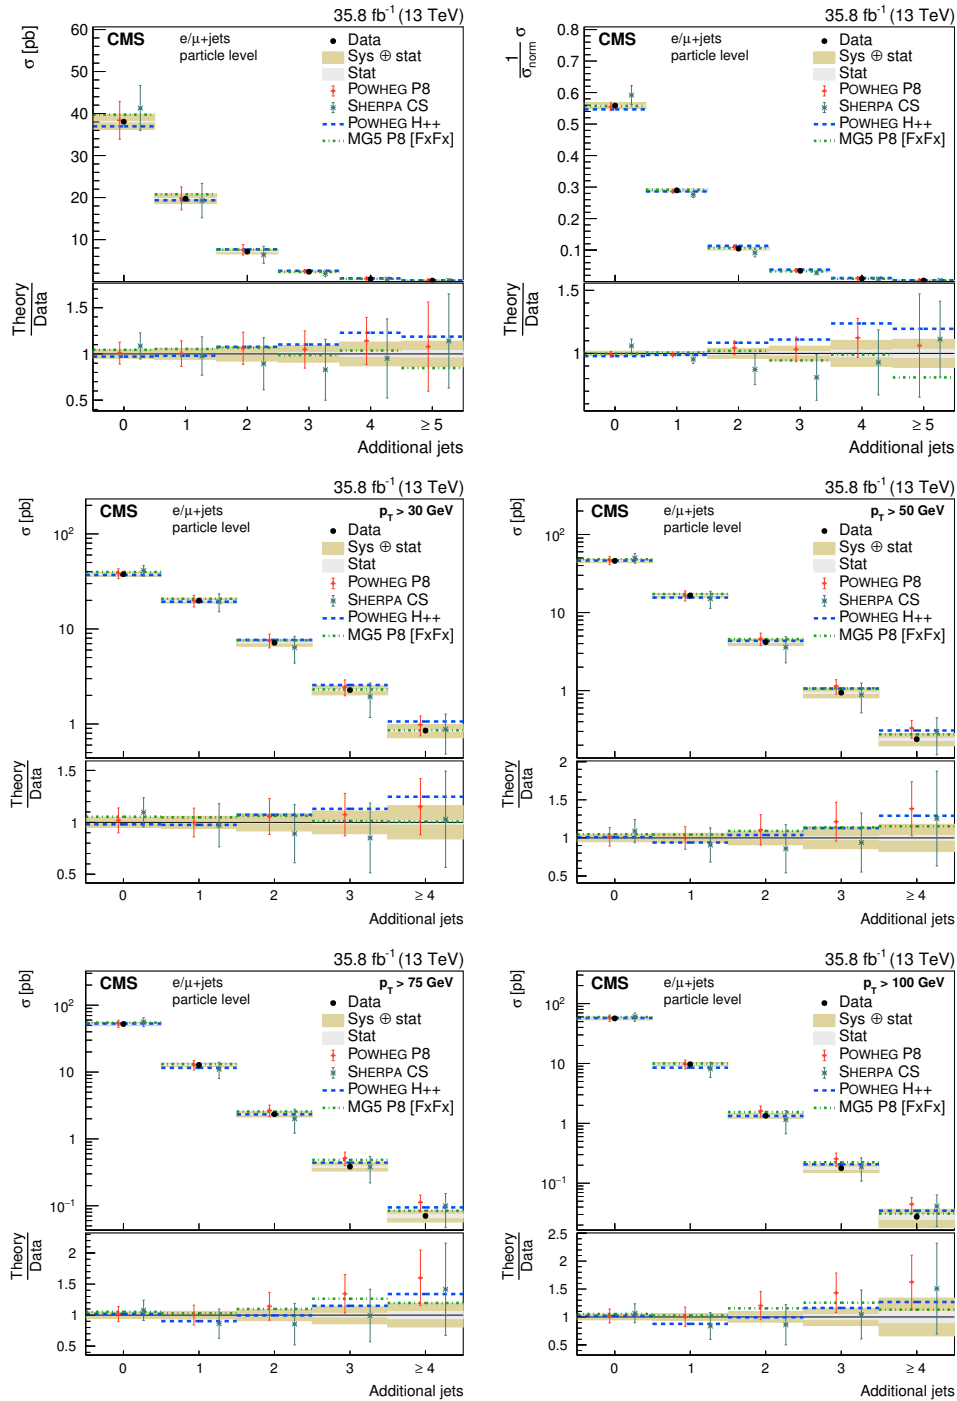 35.8 fb⁻¹ (13 TeV)
σ [pb]
CMS
e/μ+jets
particle level
Data
Sys ⊕ stat
Stat
POWHEG P8
SHERPA CS
POWHEG H++
MG5 P8 [FxFx]
60
50
40
30
20
10
Theory
Data
1.5
1
0.5
0 1 2 3 4 ≥ 5
Additional jets
35.8 fb⁻¹ (13 TeV)
1/σnorm σ
CMS
e/μ+jets
particle level
Data
Sys ⊕ stat
Stat
POWHEG P8
SHERPA CS
POWHEG H++
MG5 P8 [FxFx]
0.8
0.7
0.6
0.5
0.4
0.3
0.2
0.1
Theory
Data
1.5
1
0 1 2 3 4 ≥ 5
Additional jets
35.8 fb⁻¹ (13 TeV)
σ [pb]
CMS
e/μ+jets
particle level
pT > 30 GeV
Data
Sys ⊕ stat
Stat
POWHEG P8
SHERPA CS
POWHEG H++
MG5 P8 [FxFx]
10²
10
1
Theory
Data
1.5
1
0.5
0 1 2 3 ≥ 4
Additional jets
35.8 fb⁻¹ (13 TeV)
σ [pb]
CMS
e/μ+jets
particle level
pT > 50 GeV
Data
Sys ⊕ stat
Stat
POWHEG P8
SHERPA CS
POWHEG H++
MG5 P8 [FxFx]
10²
10
1
Theory
Data
2
1.5
1
0.5
0 1 2 3 ≥ 4
Additional jets
35.8 fb⁻¹ (13 TeV)
σ [pb]
CMS
e/μ+jets
particle level
pT > 75 GeV
Data
Sys ⊕ stat
Stat
POWHEG P8
SHERPA CS
POWHEG H++
MG5 P8 [FxFx]
10²
10
1
10⁻¹
Theory
Data
2
1.5
1
0.5
0 1 2 3 ≥ 4
Additional jets
35.8 fb⁻¹ (13 TeV)
σ [pb]
CMS
e/μ+jets
particle level
pT > 100 GeV
Data
Sys ⊕ stat
Stat
POWHEG P8
SHERPA CS
POWHEG H++
MG5 P8 [FxFx]
10²
10
1
10⁻¹
Theory
Data
2.5
2
1.5
1
0.5
0 1 2 3 ≥ 4
Additional jets